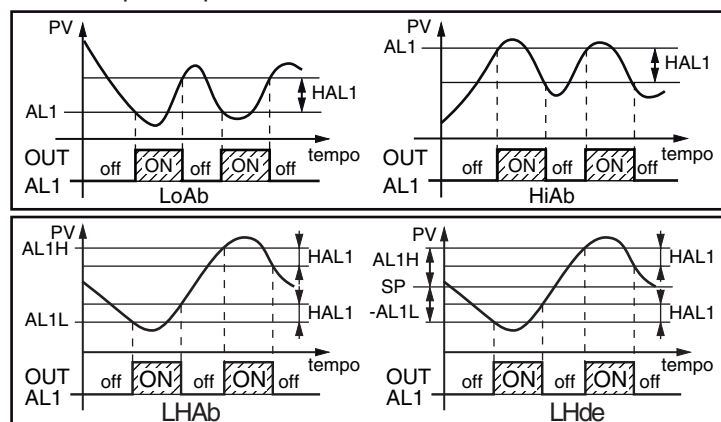 PV
AL1
HAL1
tempo
OUT
AL1
off ON off ON off
LoAb
PV
AL1
HAL1
tempo
OUT
AL1
off ON off ON off
HiAb
PV
AL1H
HAL1
AL1L
HAL1
tempo
OUT
AL1
off ON off ON off
LHAb
PV
AL1H
HAL1
SP
-AL1L
HAL1
tempo
OUT
AL1
off ON off ON off
LHde